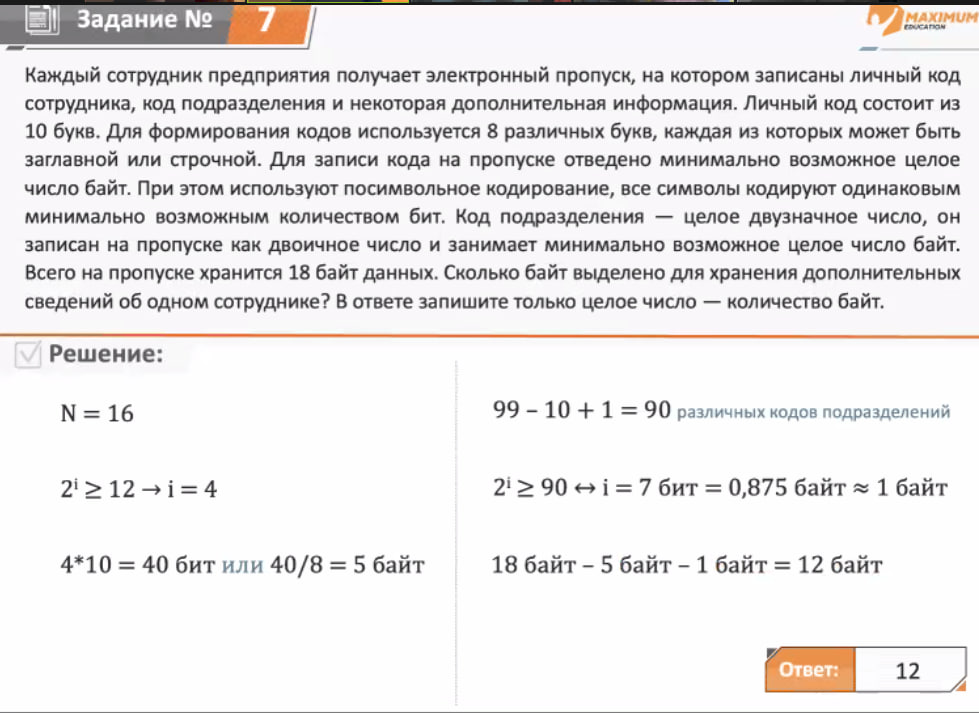 Задание № 7
MAXIMUM
EDUCATION
Каждый сотрудник предприятия получает электронный пропуск, на котором записаны личный код
сотрудника, код подразделения и некоторая дополнительная информация. Личный код состоит из
10 букв. Для формирования кодов используется 8 различных букв, каждая из которых может быть
заглавной или строчной. Для записи кода на пропуске отведено минимально возможное целое
число байт. При этом используют посимвольное кодирование, все символы кодируют одинаковым
минимально возможным количеством бит. Код подразделения — целое двузначное число, он
записан на пропуске как двоичное число и занимает минимально возможное целое число байт.
Всего на пропуске хранится 18 байт данных. Сколько байт выделено для хранения дополнительных
сведений об одном сотруднике? В ответе запишите только целое число — количество байт.
Решение:
N = 16
2ⁱ ≥ 12 → i = 4
4*10 = 40 бит или 40/8 = 5 байт
99 – 10 + 1 = 90 различных кодов подразделений
2ⁱ ≥ 90 ↔ i = 7 бит = 0,875 байт ≈ 1 байт
18 байт – 5 байт – 1 байт = 12 байт
Ответ: 12